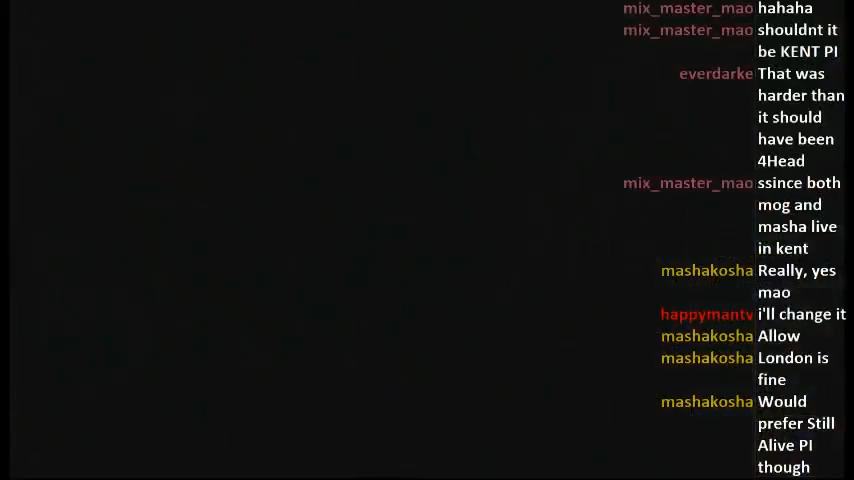 mix_master_mao hahaha
mix_master_mao shouldnt it
be KENT PI
everdarke That was
harder than
it should
have been
4Head
mix_master_mao ssince both
mog and
masha live
in kent
mashakosha Really, yes
mao
happymantv i'll change it
mashakosha Allow
mashakosha London is
fine
mashakosha Would
prefer Still
Alive PI
though